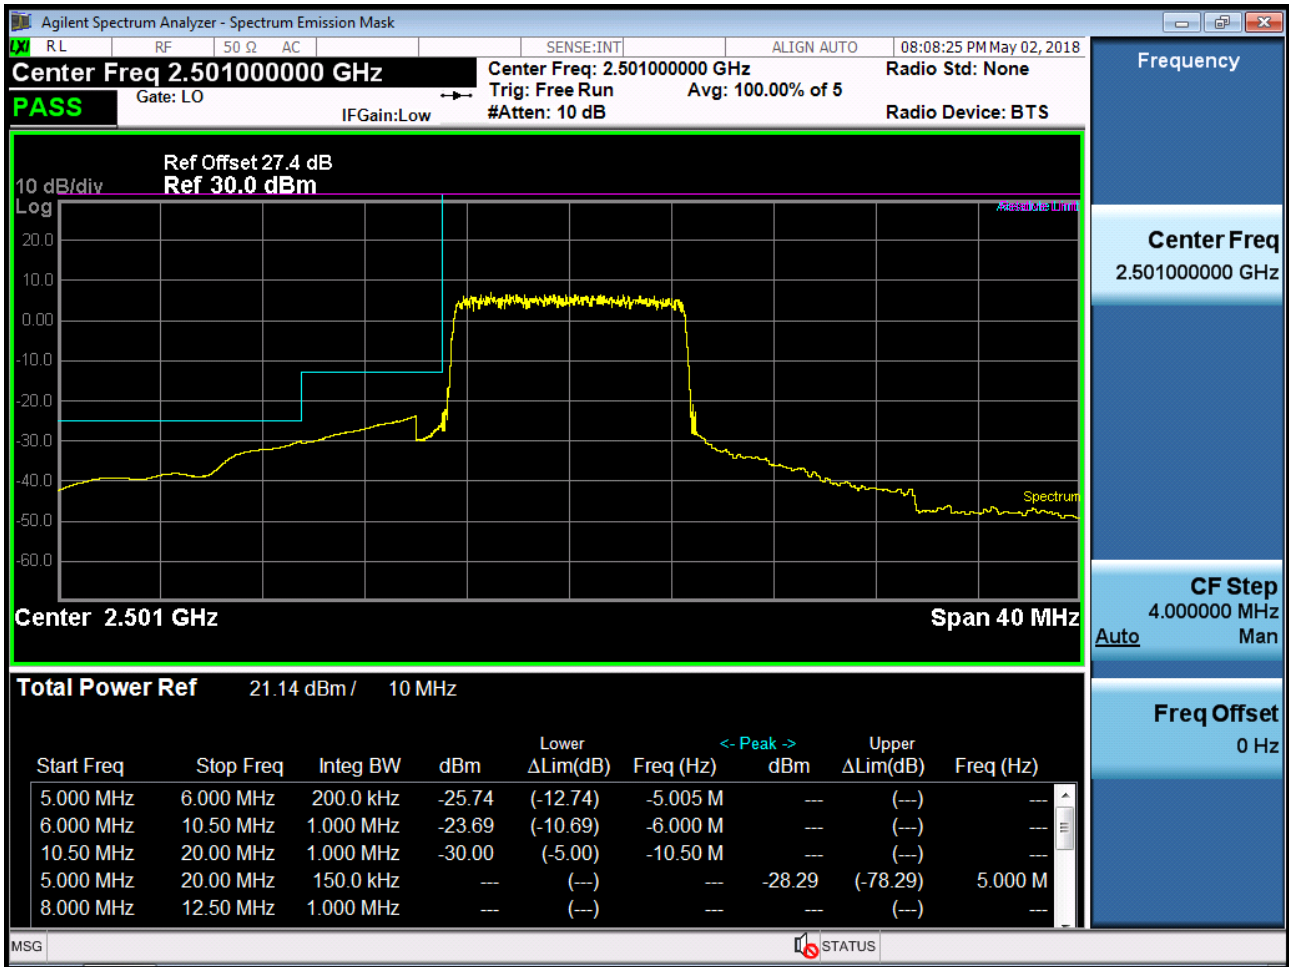 Agilent Spectrum Analyzer - Spectrum Emission Mask
LXI RL RF 50 Ω AC SENSE:INT ALIGN AUTO 08:08:25 PM May 02, 2018
Center Freq 2.501000000 GHz
Center Freq: 2.501000000 GHz
Radio Std: None
PASS
Gate: LO
Trig: Free Run
Avg: 100.00% of 5
IFGain:Low
#Atten: 10 dB
Radio Device: BTS
Ref Offset 27.4 dB
10 dB/div
Ref 30.0 dBm
Log
Absolute Limit
20.0
10.0
0.00
-10.0
-20.0
-30.0
-40.0
Spectrum
-50.0
-60.0
Center 2.501 GHz
Span 40 MHz
Total Power Ref 21.14 dBm / 10 MHz
Lower <- Peak -> Upper
Start Freq Stop Freq Integ BW dBm ΔLim(dB) Freq (Hz) dBm ΔLim(dB) Freq (Hz)
5.000 MHz 6.000 MHz 200.0 kHz -25.74 (-12.74) -5.005 M --- (---) ---
6.000 MHz 10.50 MHz 1.000 MHz -23.69 (-10.69) -6.000 M --- (---) ---
10.50 MHz 20.00 MHz 1.000 MHz -30.00 (-5.00) -10.50 M --- (---) ---
5.000 MHz 20.00 MHz 150.0 kHz --- (---) --- -28.29 (-78.29) 5.000 M
8.000 MHz 12.50 MHz 1.000 MHz --- (---) --- --- (---) ---
MSG
STATUS
Frequency
Center Freq
2.501000000 GHz
CF Step
4.000000 MHz
Auto Man
Freq Offset
0 Hz